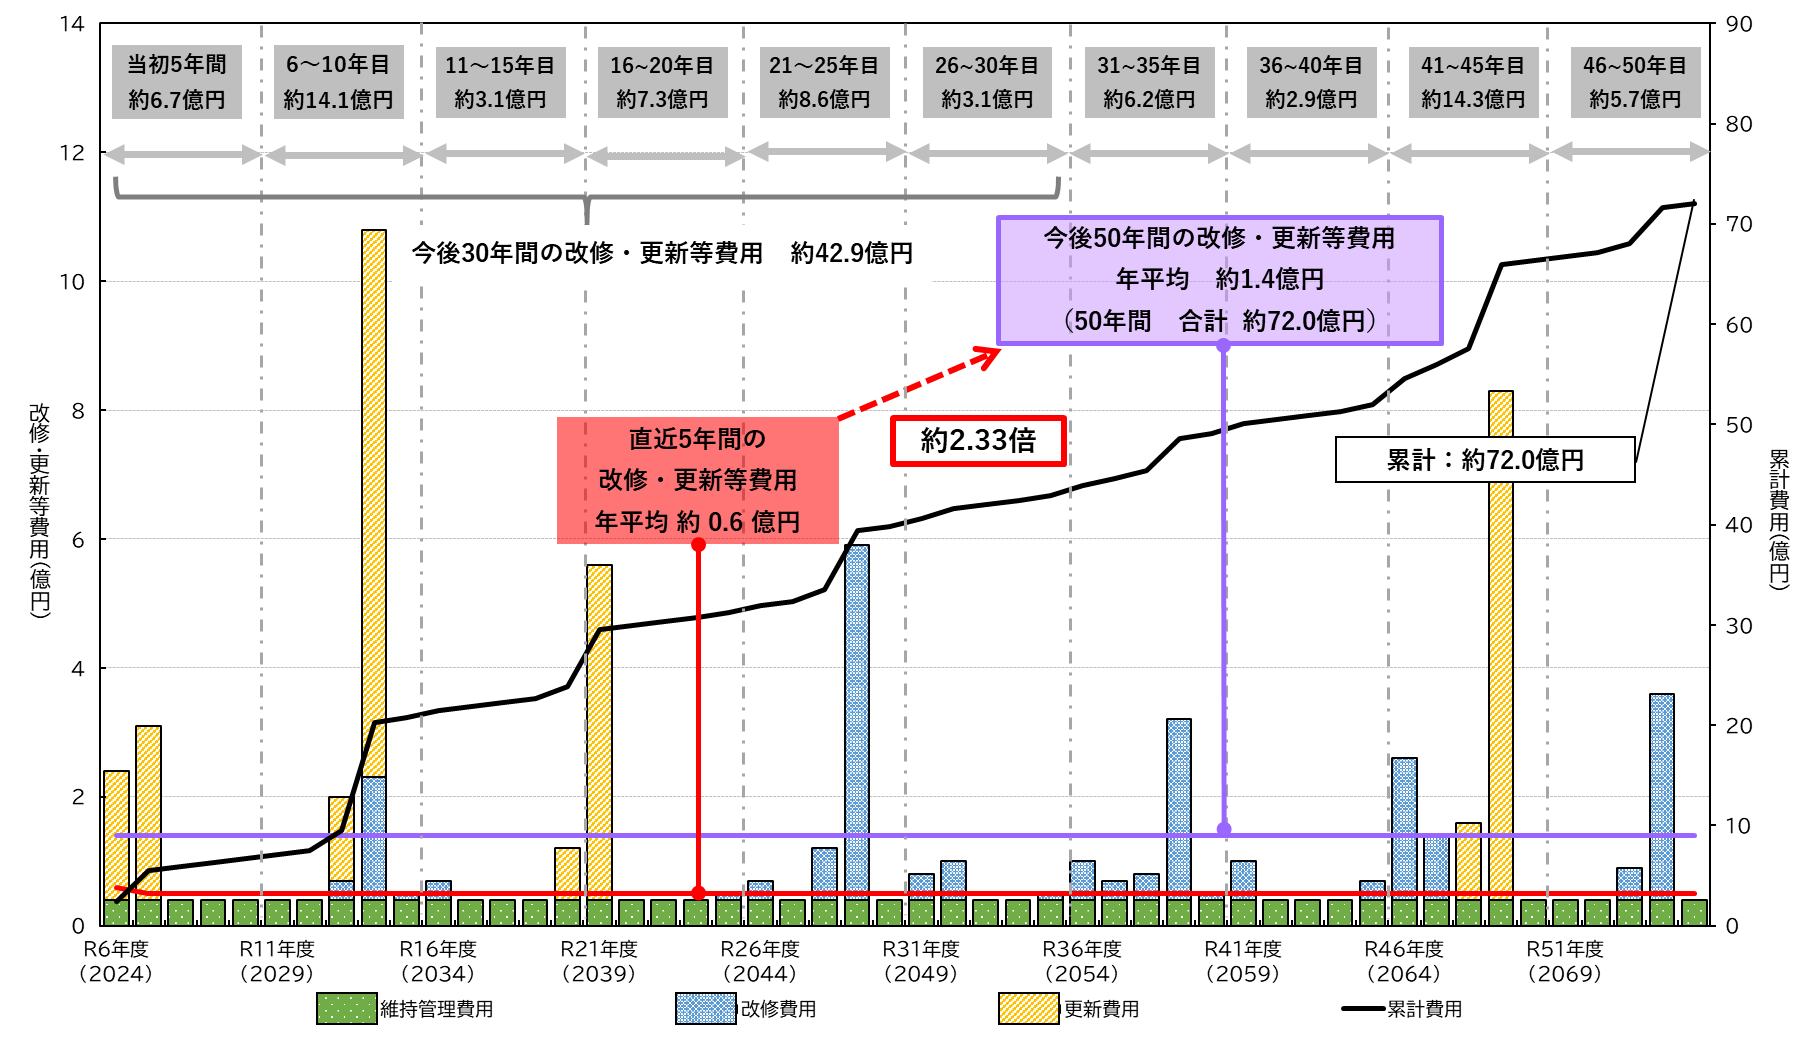 当初5年間
約6.7億円
6～10年目
約14.1億円
11～15年目
約3.1億円
16~20年目
約7.3億円
21～25年目
約8.6億円
26~30年目
約3.1億円
31~35年目
約6.2億円
36~40年目
約2.9億円
41~45年目
約14.3億円
46~50年目
約5.7億円
今後30年間の改修・更新等費用　約42.9億円
今後50年間の改修・更新等費用
年平均　約1.4億円
（50年間　合計 約72.0億円）
直近5年間の
改修・更新等費用
年平均 約 0.6 億円
約2.33倍
累計：約72.0億円
改修・更新等費用(億円)
14
12
10
8
6
4
2
0
累計費用(億円)
90
80
70
60
50
40
30
20
10
0
R6年度
（2024）
R11年度
（2029）
R16年度
（2034）
R21年度
（2039）
R26年度
（2044）
R31年度
（2049）
R36年度
（2054）
R41年度
（2059）
R46年度
（2064）
R51年度
（2069）
維持管理費用
改修費用
更新費用
累計費用